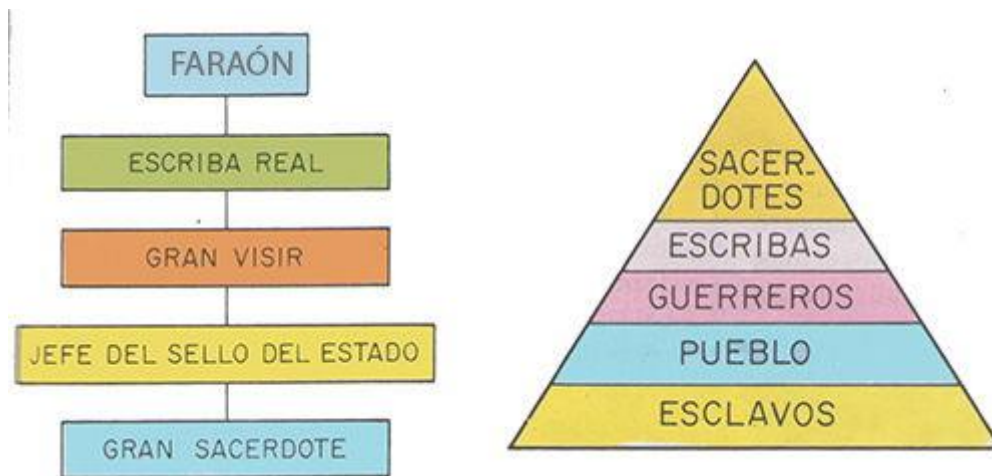 FARAÓN
ESCRIBA REAL
GRAN VISIR
JEFE DEL SELLO DEL ESTADO
GRAN SACERDOTE
SACER-
DOTES
ESCRIBAS
GUERREROS
PUEBLO
ESCLAVOS